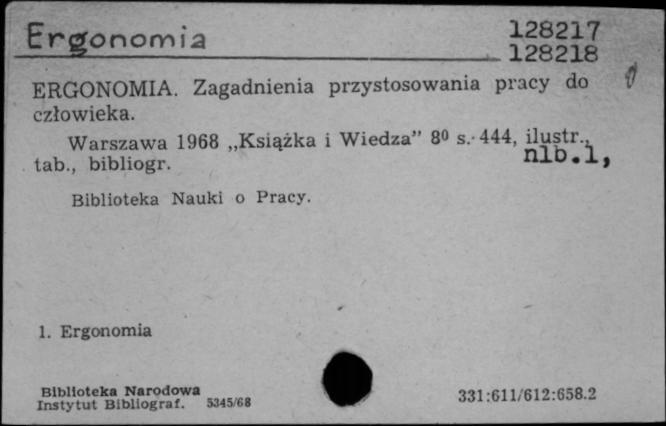 Ergonomia 128217
128218
ERGONOMIA. Zagadnienia przystosowania pracy do
człowieka.
Warszawa 1968 „Książka i Wiedza” 8⁰ s. 444, ilustr.,
tab., bibliogr. nlb.1,
Biblioteka Nauki o Pracy.
1. Ergonomia
Biblioteka Narodowa
Instytut Bibliograf. 5345/68 331:611/612:658.2